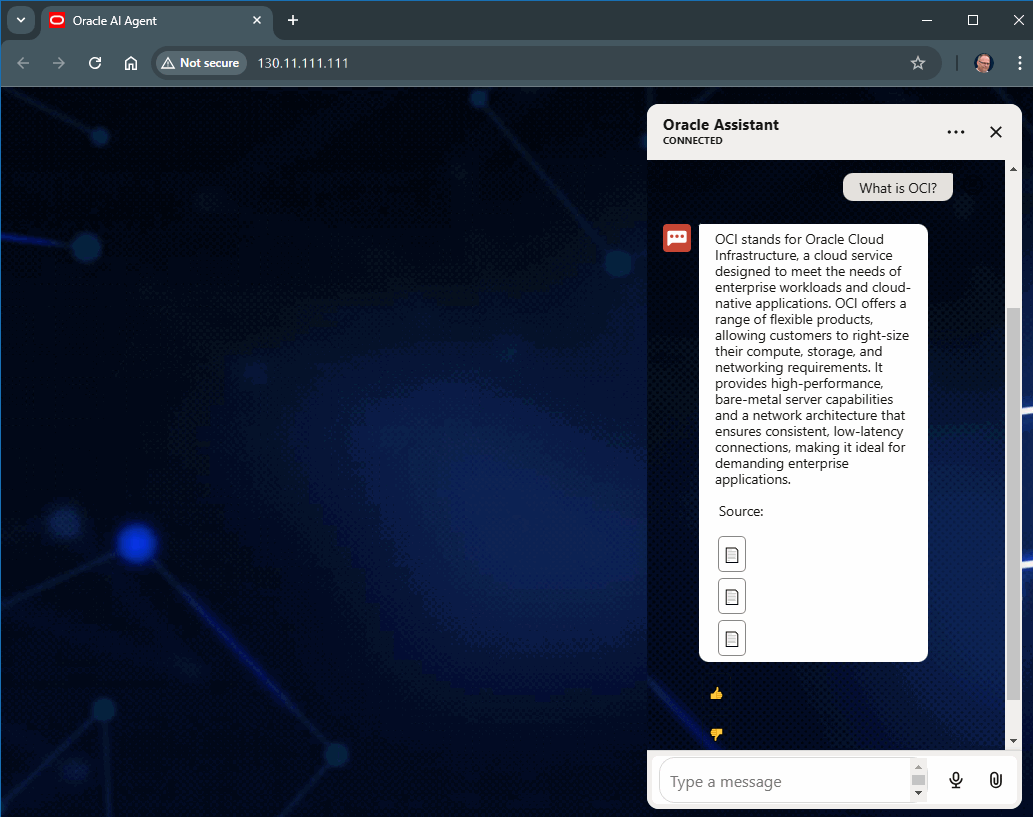 Oracle AI Agent
Not secure
130.11.111.111
Oracle Assistant
CONNECTED
What is OCI?
OCI stands for Oracle Cloud
Infrastructure, a cloud service
designed to meet the needs of
enterprise workloads and cloud-
native applications. OCI offers a
range of flexible products,
allowing customers to right-size
their compute, storage, and
networking requirements. It
provides high-performance,
bare-metal server capabilities
and a network architecture that
ensures consistent, low-latency
connections, making it ideal for
demanding enterprise
applications.
Source:
Type a message